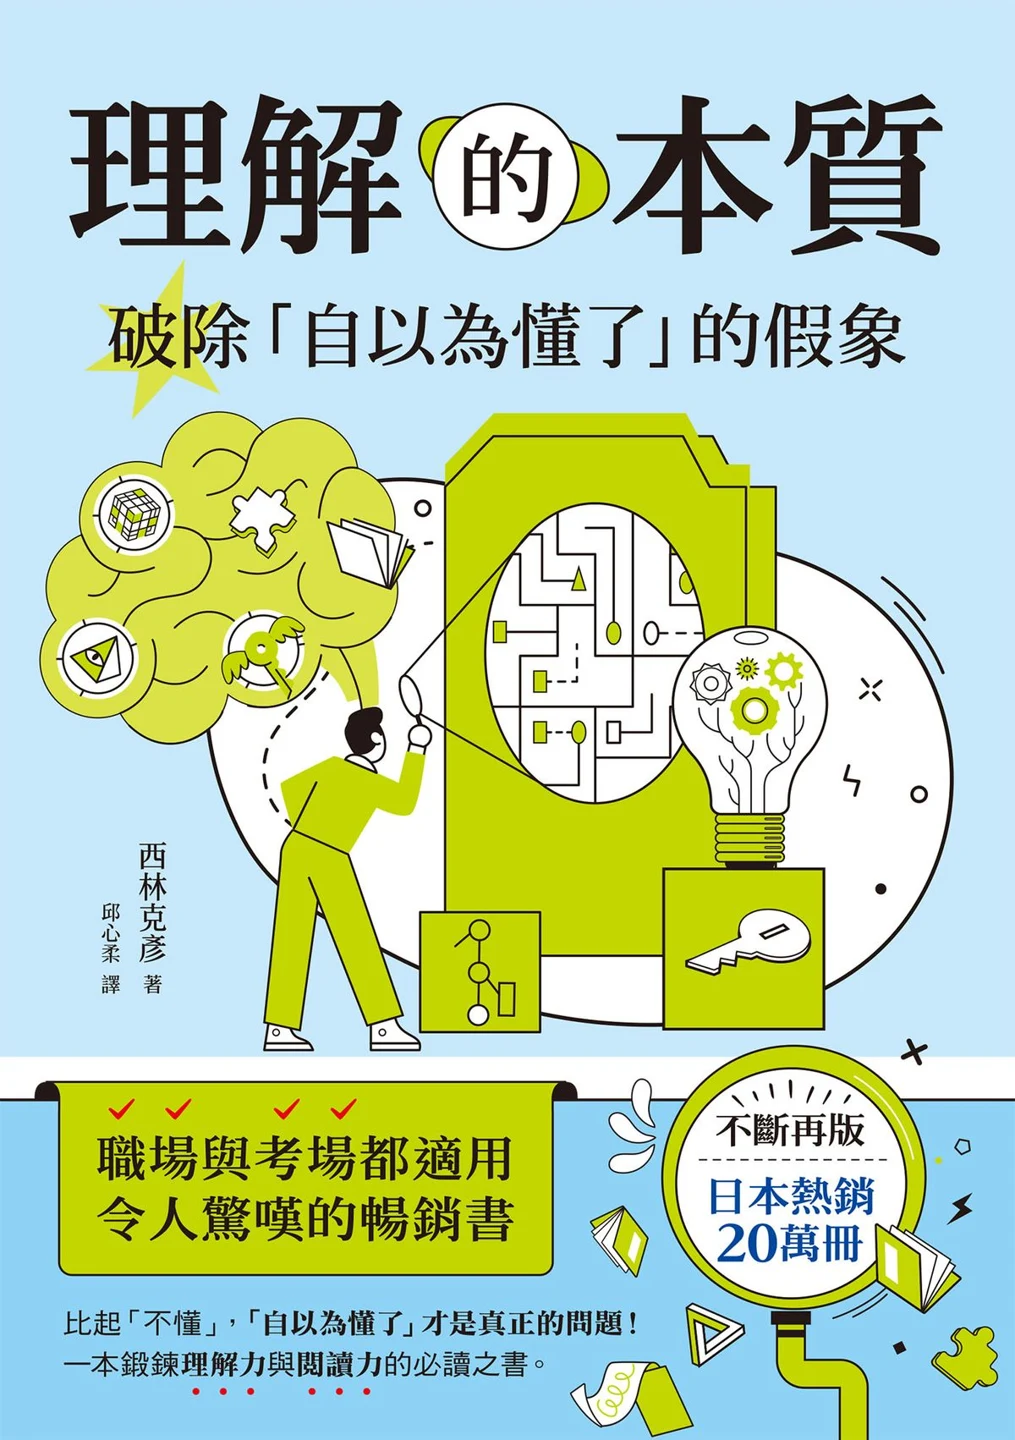 理解的本質
破除「自以為懂了」的假象
西林克彥 著
邱心柔 譯
職場與考場都適用
令人驚嘆的暢銷書
不斷再版
日本熱銷
20萬冊
比起「不懂」，「自以為懂了」才是真正的問題！
一本鍛鍊理解力與閱讀力的必讀之書。